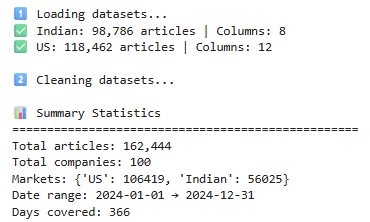 1️⃣ Loading datasets...
✅ Indian: 98,786 articles | Columns: 8
✅ US: 118,462 articles | Columns: 12
2️⃣ Cleaning datasets...
📊 Summary Statistics
==================================================
Total articles: 162,444
Total companies: 100
Markets: {'US': 106419, 'Indian': 56025}
Date range: 2024-01-01 → 2024-12-31
Days covered: 366